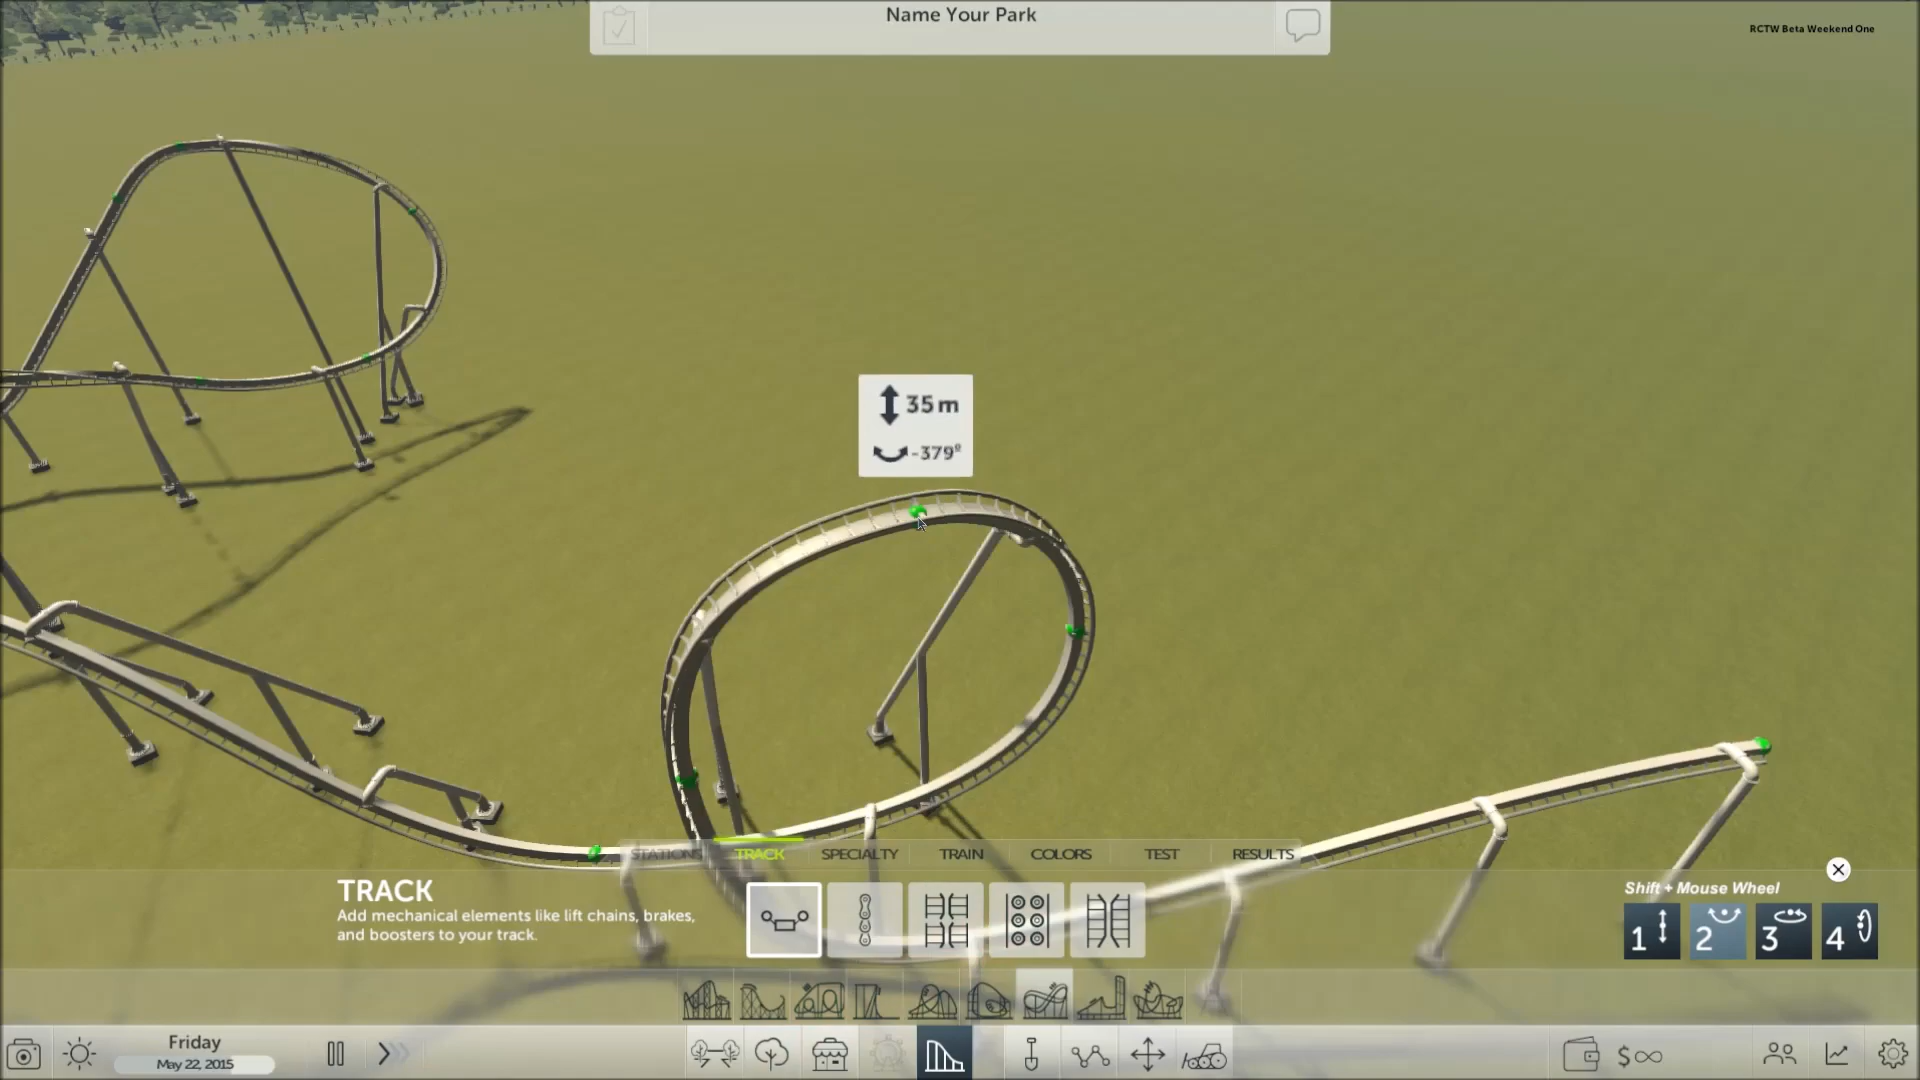 Name Your Park
RCTW Beta Weekend One
35m
-379°
STATIONS TRACK SPECIALTY TRAIN COLORS TEST RESULTS
TRACK
Add mechanical elements like lift chains, brakes,
and boosters to your track.
Shift + Mouse Wheel
1 2 3 4
Friday
May 22, 2015
$∞